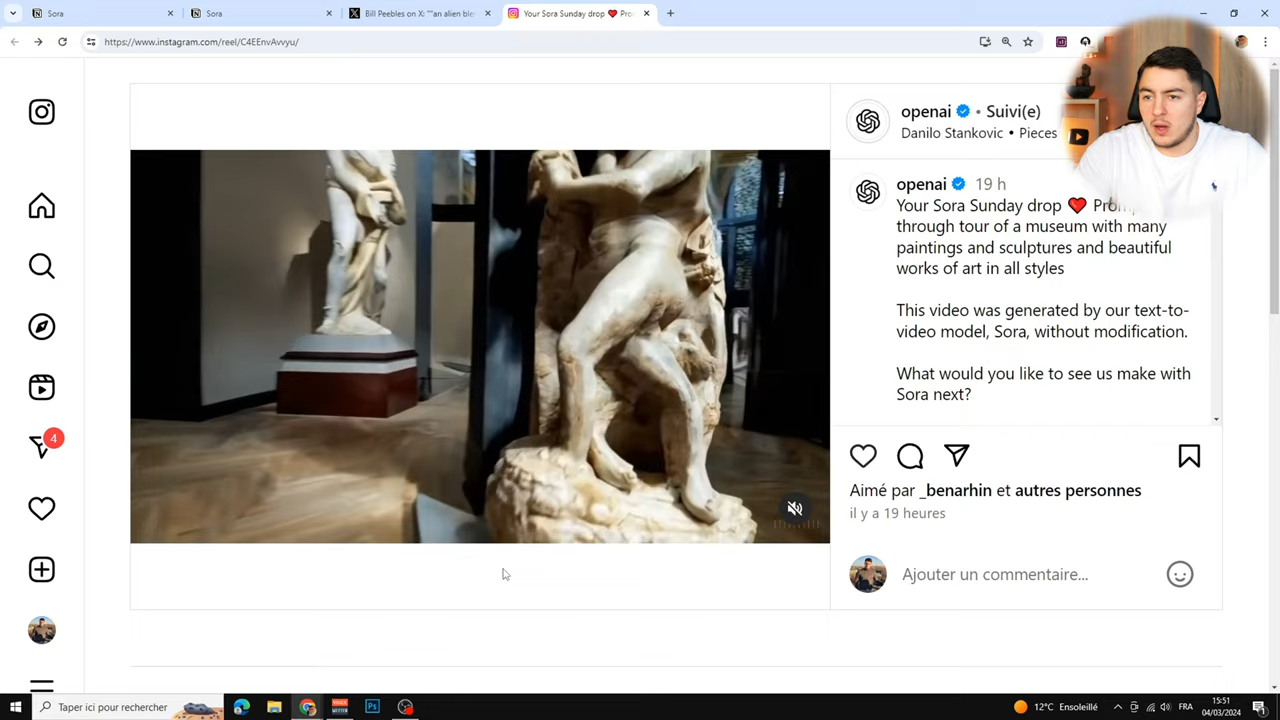 Sora
Sora
Bill Peebles on X: ""an alien ble
Your Sora Sunday drop ❤️ Pro
https://www.instagram.com/reel/C4EEnvAvvyu/
openai • Suivi(e)
Danilo Stankovic • Pieces
openai 19 h
Your Sora Sunday drop ❤️
through tour of a museum with many
paintings and sculptures and beautiful
works of art in all styles
This video was generated by our text-to-
video model, Sora, without modification.
What would you like to see us make with
Sora next?
4
Aimé par _benarhin et autres personnes
il y a 19 heures
Ajouter un commentaire...
Taper ici pour rechercher
Ps
12°C Ensoleillé
FRA
15:51
04/03/2024
1